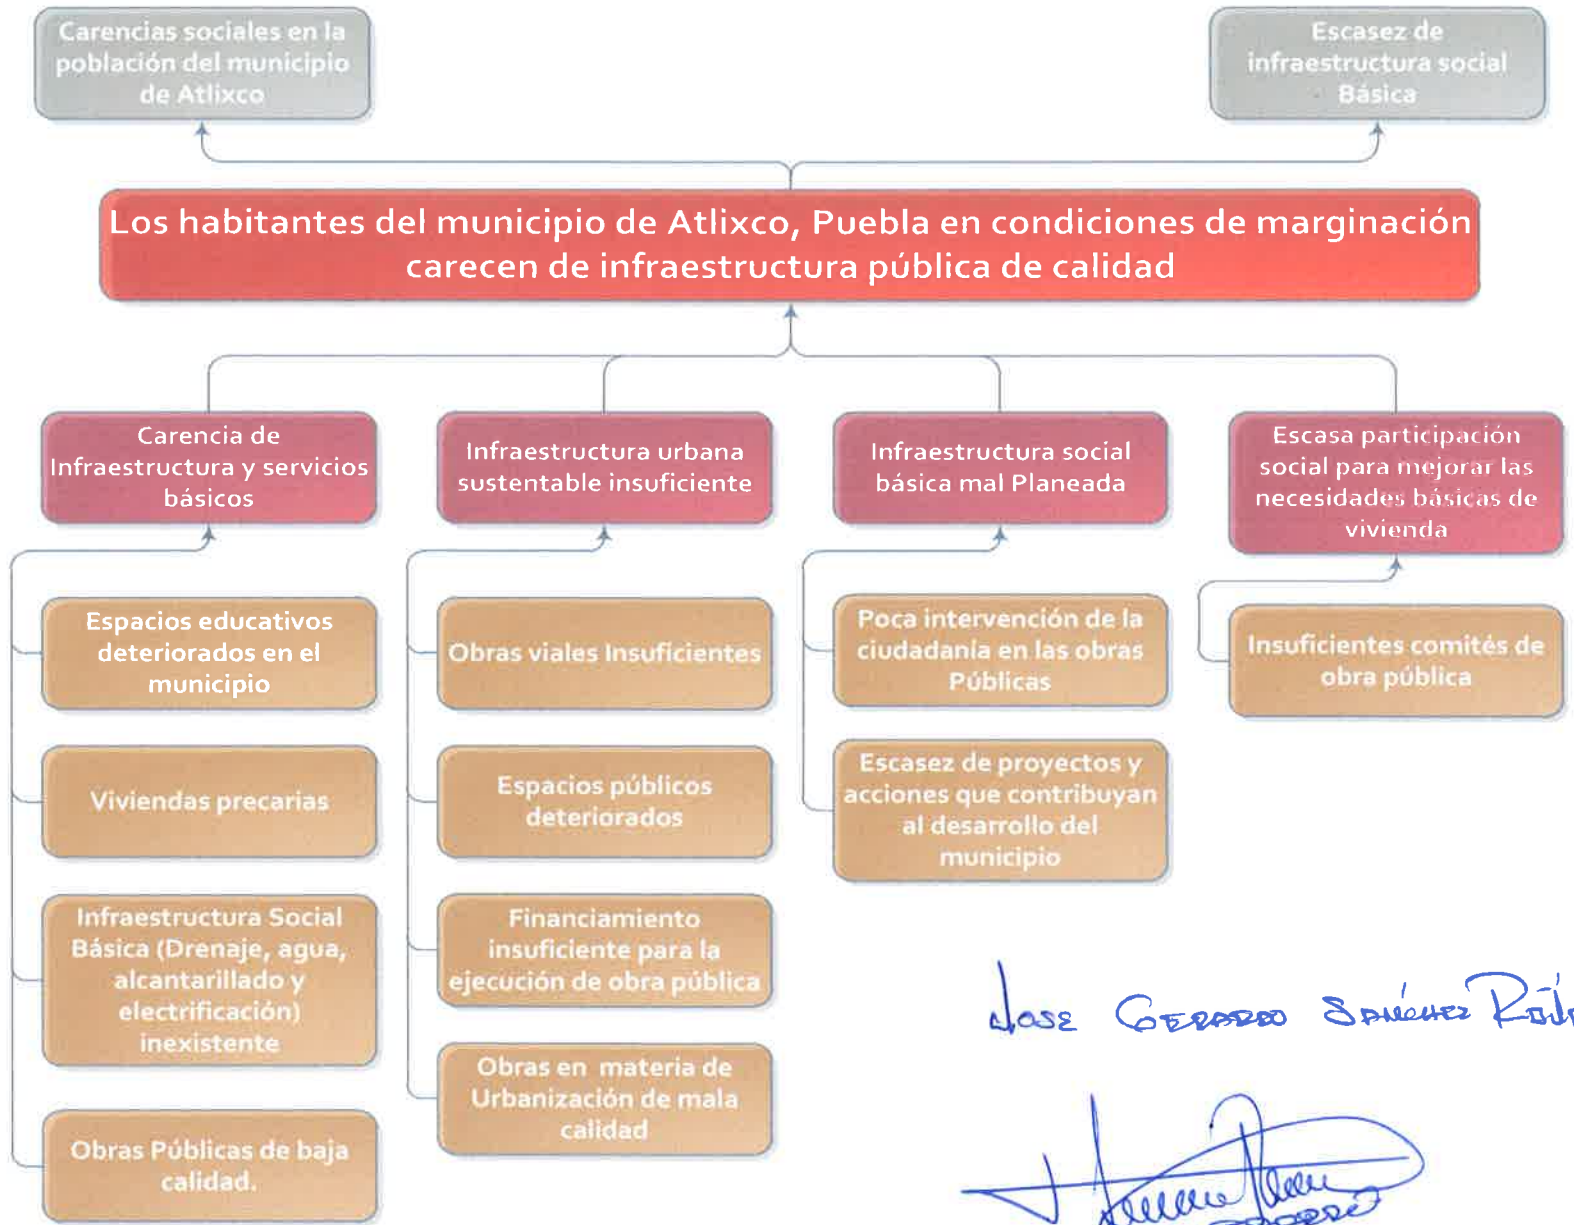 Carencias sociales en la
población del municipio
de Atlixco
Escasez de
infraestructura social
Básica
Los habitantes del municipio de Atlixco, Puebla en condiciones de marginación
carecen de infraestructura pública de calidad
Carencia de
Infraestructura y servicios
básicos
Infraestructura urbana
sustentable insuficiente
Infraestructura social
básica mal Planeada
Escasa participación
social para mejorar las
necesidades básicas de
vivienda
Espacios educativos
deteriorados en el
municipio
Viviendas precarias
Infraestructura Social
Básica (Drenaje, agua,
alcantarillado y
electrificación)
inexistente
Obras Públicas de baja
calidad.
Obras viales Insuficientes
Espacios públicos
deteriorados
Financiamiento
insuficiente para la
ejecución de obra pública
Obras en materia de
Urbanización de mala
calidad
Poca intervención de la
ciudadanía en las obras
Públicas
Escasez de proyectos y
acciones que contribuyan
al desarrollo del
municipio
Insuficientes comités de
obra pública
JOSE GERARDO SANCHEZ